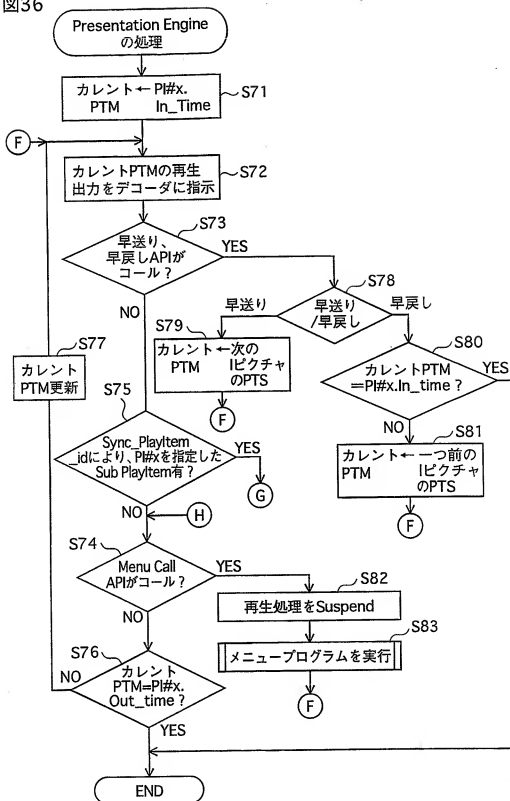 図36
Presentation Engine
の処理
カレント← PI#x.
PTM In_Time
S71
F
カレントPTMの再生
出力をデコーダに指示
S72
S73
早送り、
早戻しAPIが
コール？
YES
NO
S78
早送り
/早戻し
早送り
早戻し
S79
カレント←次の
PTM Iピクチャ
のPTS
F
S80
カレントPTM
＝PI#x.In_time？
YES
NO
S81
カレント←一つ前の
PTM Iピクチャ
のPTS
F
S77
カレント
PTM更新
S75
Sync_PlayItem
_idにより、PI#xを指定した
Sub PlayItem有？
YES
G
NO
H
S74
Menu Call
APIがコール？
YES
NO
S82
再生処理をSuspend
S83
メニュープログラムを実行
F
S76
カレント
PTM=PI#x.
Out_time？
NO
YES
END